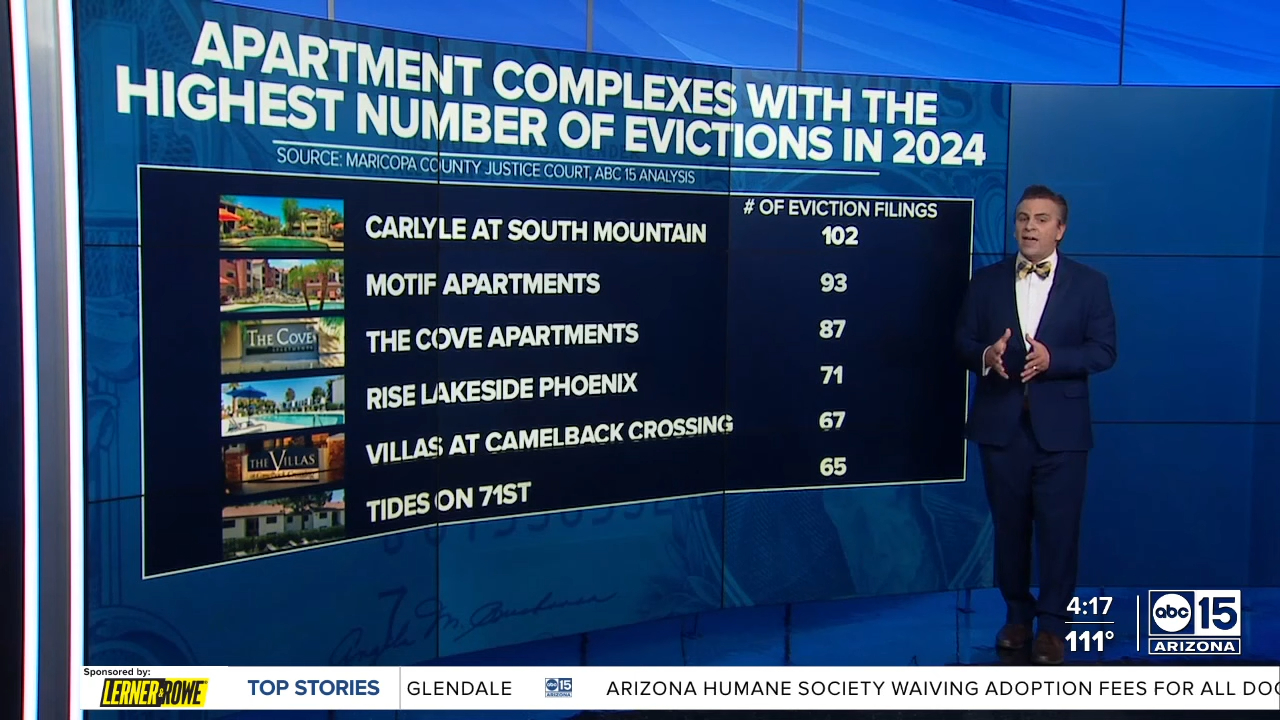 APARTMENT COMPLEXES WITH THE
HIGHEST NUMBER OF EVICTIONS IN 2024
SOURCE: MARICOPA COUNTY JUSTICE COURT, ABC 15 ANALYSIS
# OF EVICTION FILINGS
CARLYLE AT SOUTH MOUNTAIN 102
MOTIF APARTMENTS 93
THE COVE
THE COVE APARTMENTS 87
RISE LAKESIDE PHOENIX 71
THE VILLAS
VILLAS AT CAMELBACK CROSSING 67
TIDES ON 71ST 65
4:17
111°
abc 15
ARIZONA
Sponsored by:
LERNER & ROWE
TOP STORIES
GLENDALE abc 15 ARIZONA ARIZONA HUMANE SOCIETY WAIVING ADOPTION FEES FOR ALL DO